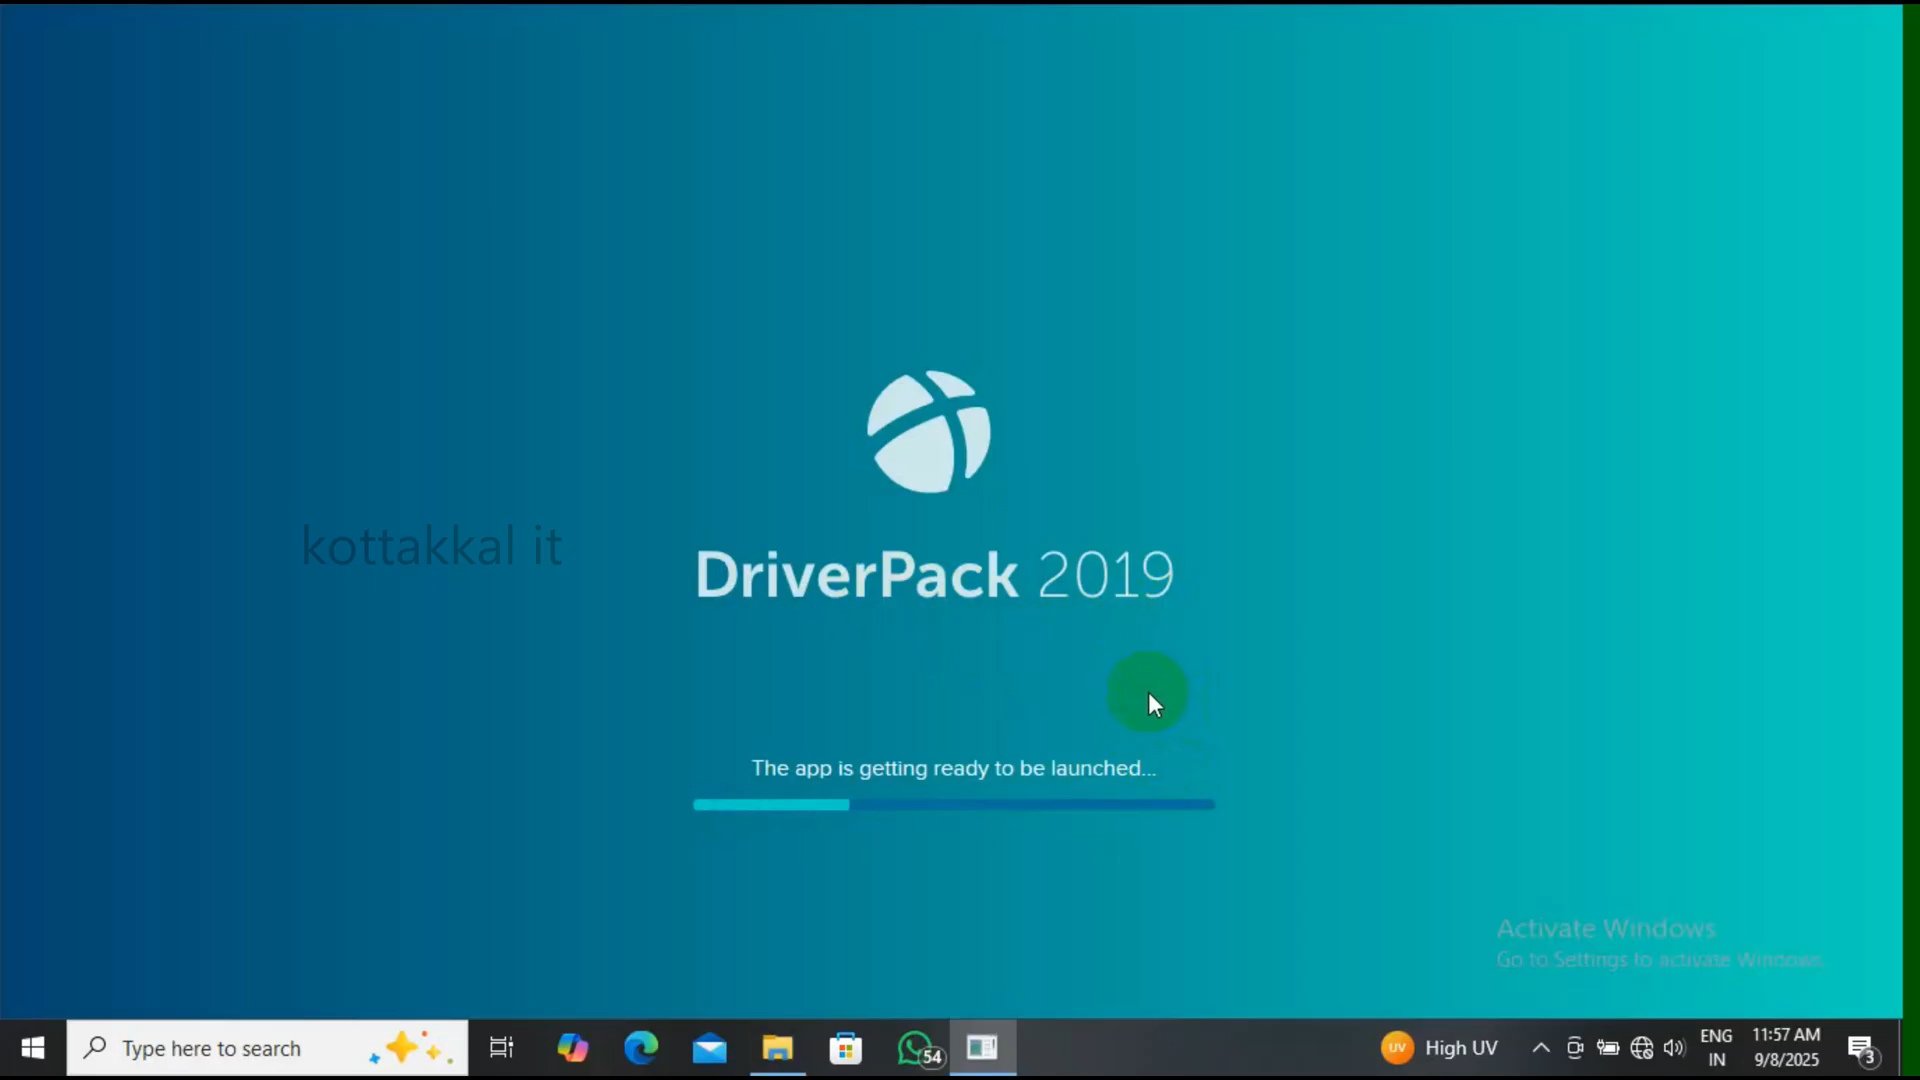 kottakkal it
DriverPack 2019
The app is getting ready to be launched...
Activate Windows
Go to Settings to activate Windows.
Type here to search
54
UV
High UV
ENG
IN
11:57 AM
9/8/2025
3